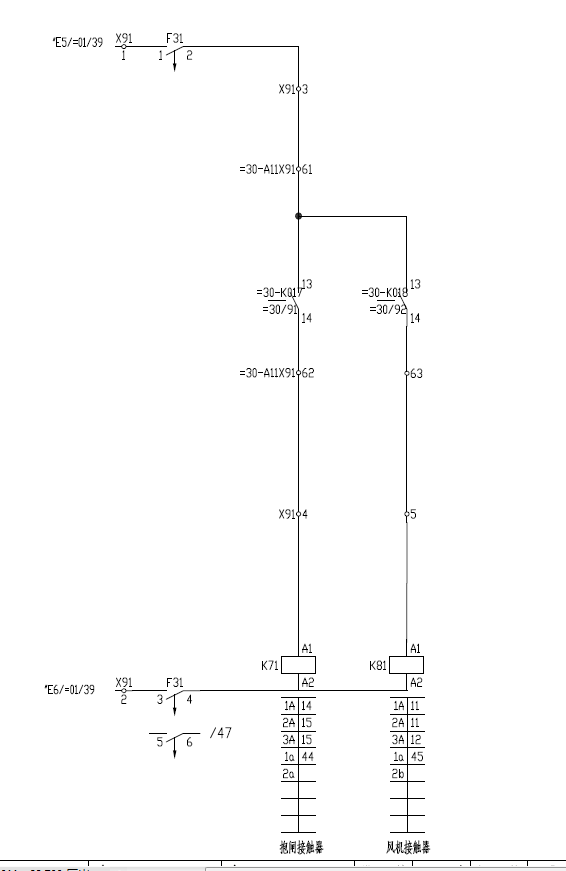 *E5/=01/39 X91 F31
1 1 2
X91 3
=30-A11X91 61
13 13
=30-K017 =30-K018
=30/91 =30/92
14 14
=30-A11X91 62 63
X91 4 5
A1 A1
K71 K81
A2 A2
*E6/=01/39 X91 F31
2 3 4
1A 14 1A 11
2A 15 2A 11
5 6 /47
3A 15 3A 12
1a 44 1a 45
2a 2b
抱闸接触器 风机接触器